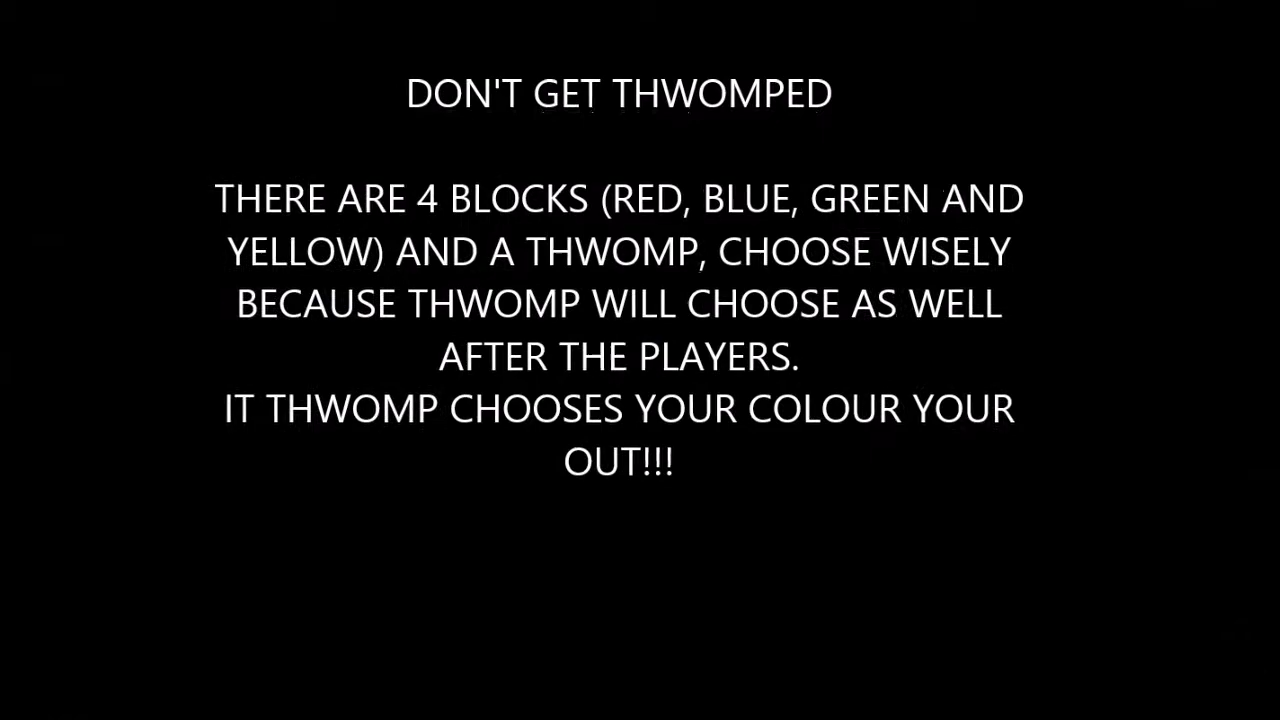 DON'T GET THWOMPED
THERE ARE 4 BLOCKS (RED, BLUE, GREEN AND
YELLOW) AND A THWOMP, CHOOSE WISELY
BECAUSE THWOMP WILL CHOOSE AS WELL
AFTER THE PLAYERS.
IT THWOMP CHOOSES YOUR COLOUR YOUR
OUT!!!